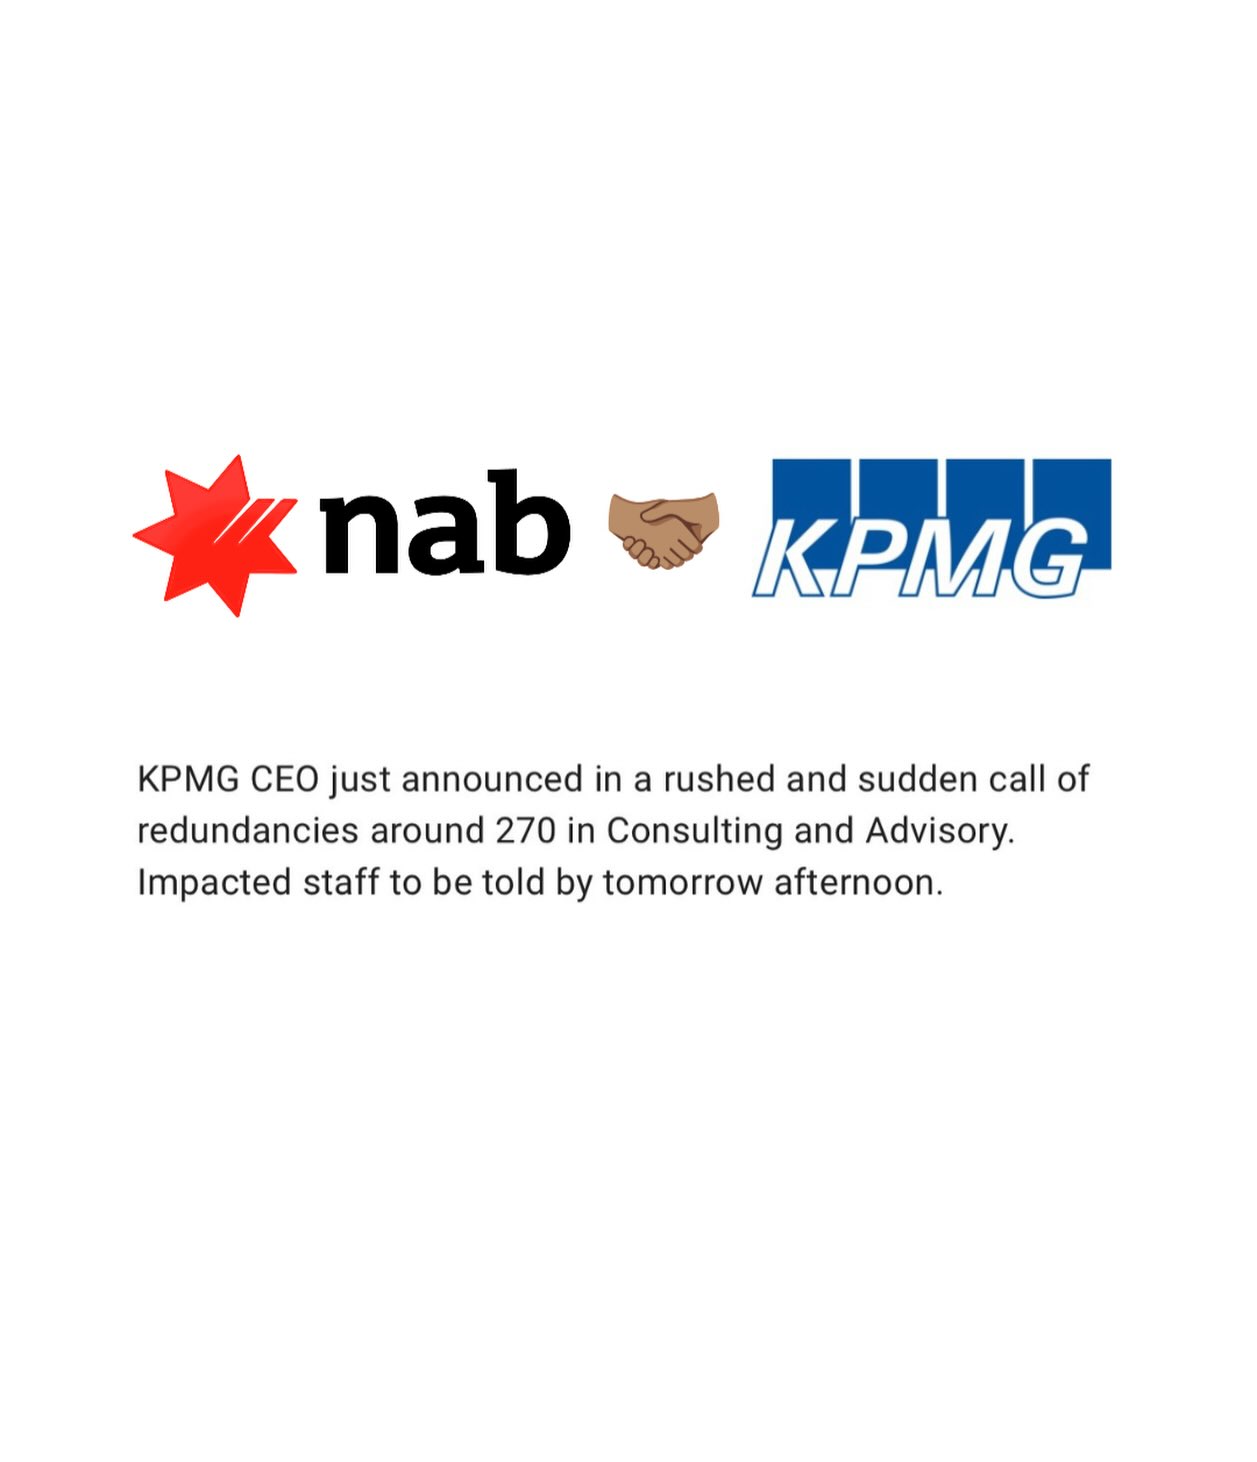 nab KPMG
KPMG CEO just announced in a rushed and sudden call of
redundancies around 270 in Consulting and Advisory.
Impacted staff to be told by tomorrow afternoon.